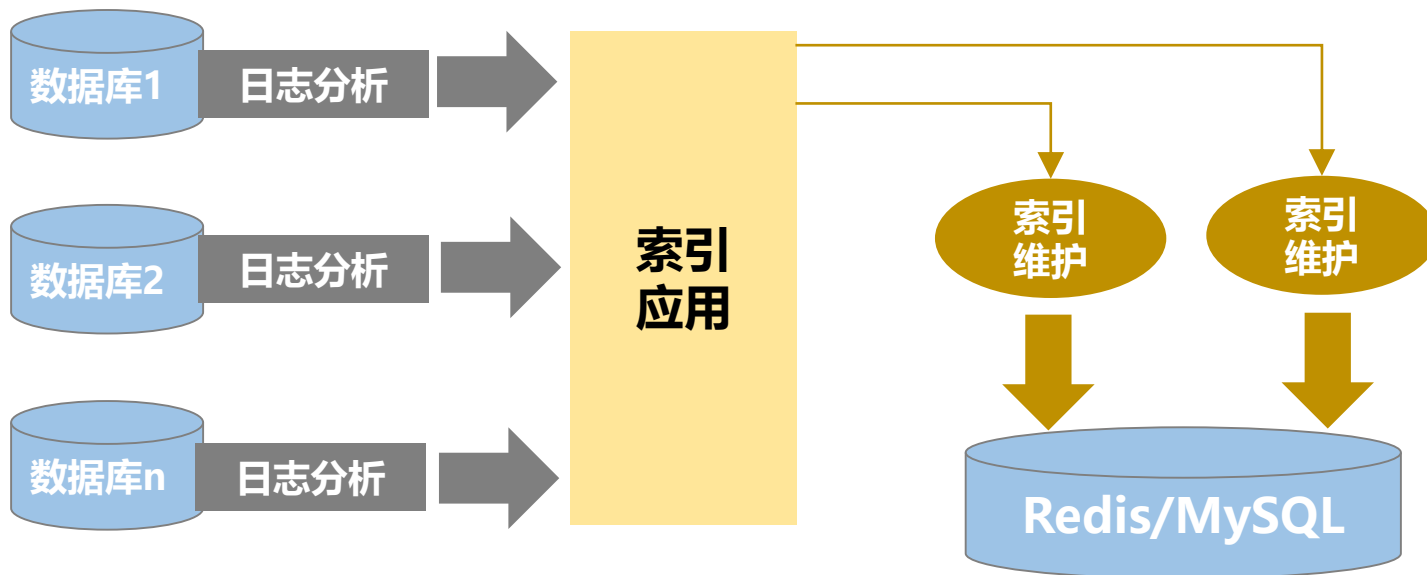 数据库1
日志分析
数据库2
日志分析
数据库n
日志分析
索引
应用
索引
维护
索引
维护
Redis/MySQL